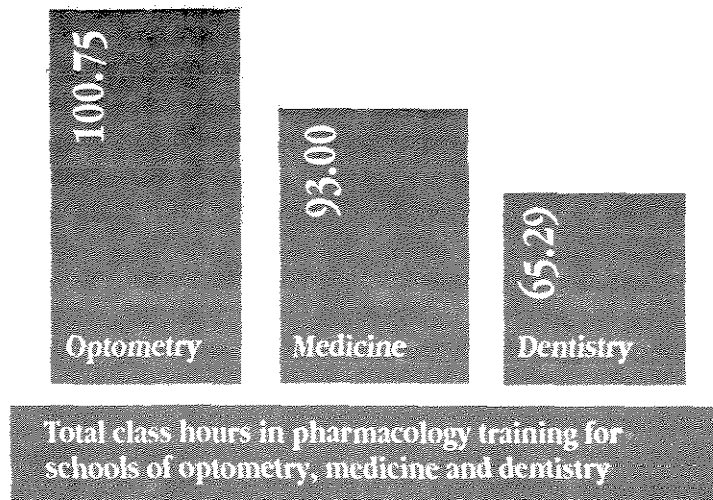 100.75
Optometry
93.00
Medicine
65.29
Dentistry
Total class hours in pharmacology training for
schools of optometry, medicine and dentistry